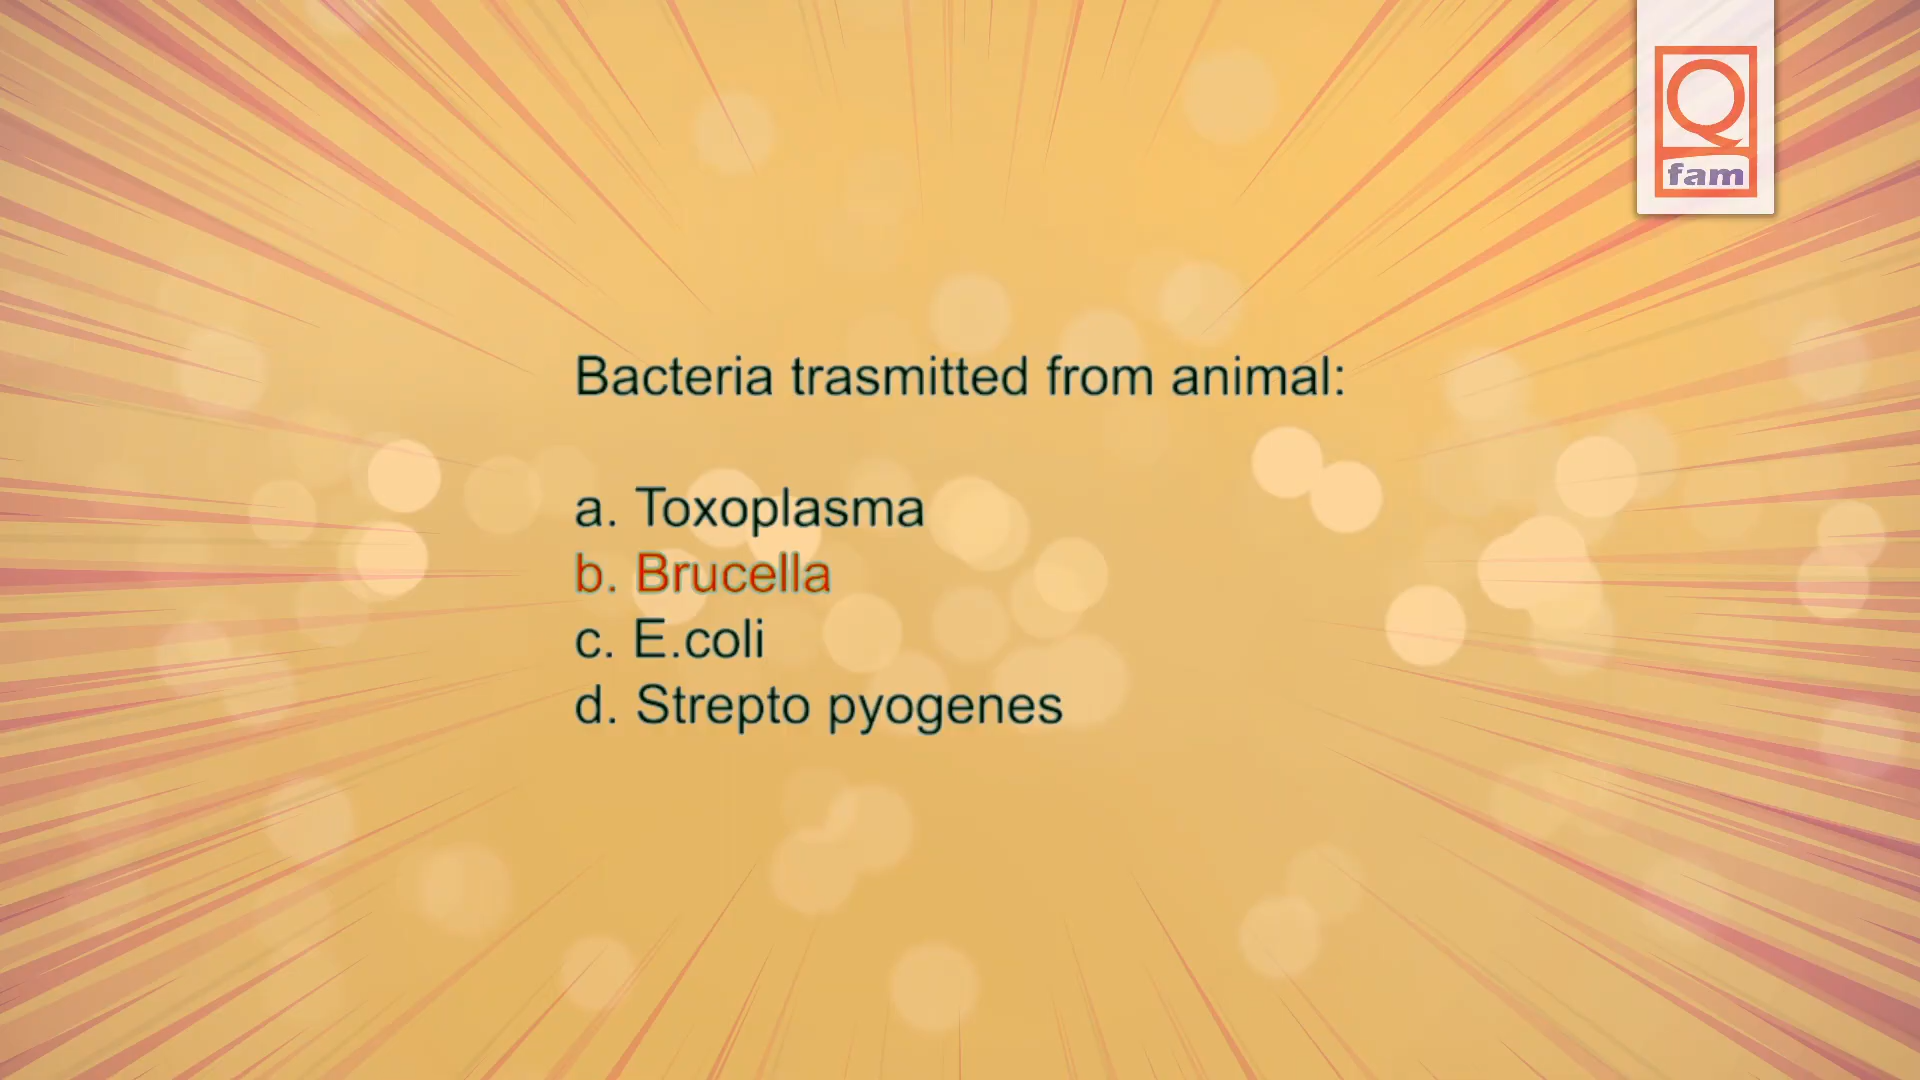 Q
fam
Bacteria trasmitted from animal:
a. Toxoplasma
b. Brucella
c. E.coli
d. Strepto pyogenes